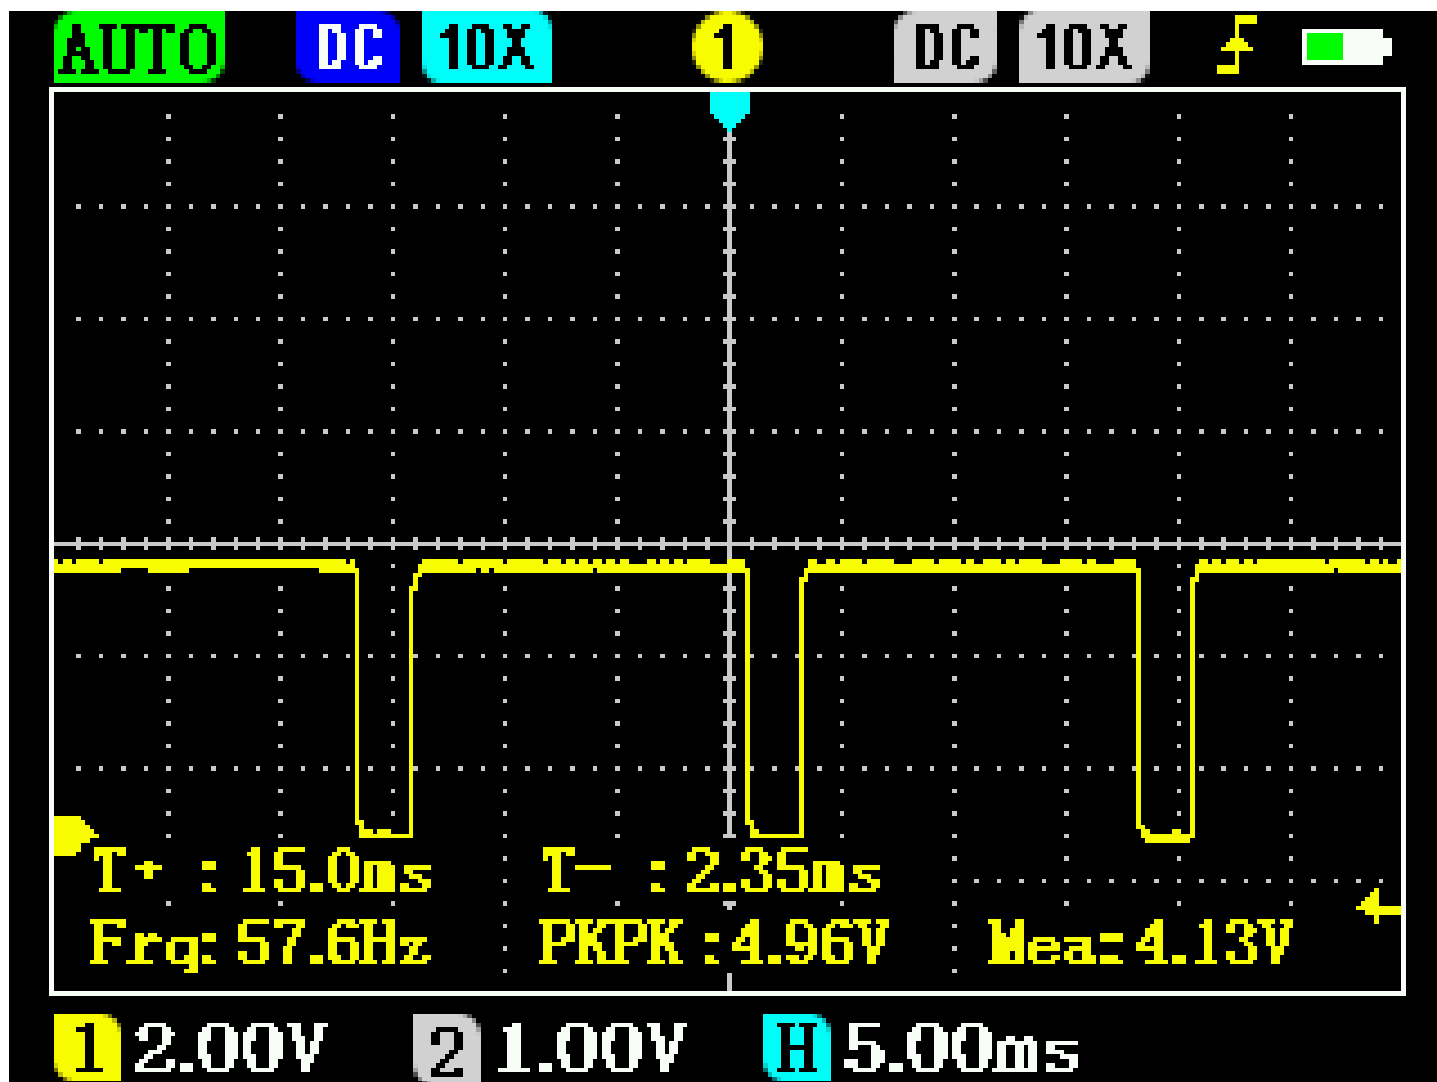 AUTO DC 10X 1 DC 10X
T+ :15.0ms T- :2.35ms
Frq:57.6Hz PKPK :4.96V Mea:4.13V
1 2.00V 2 1.00V H 5.00ms